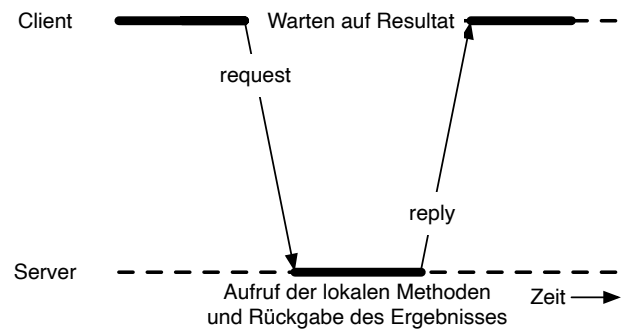 Client
Warten auf Resultat
request
reply
Server
Aufruf der lokalen Methoden
und Rückgabe des Ergebnisses
Zeit